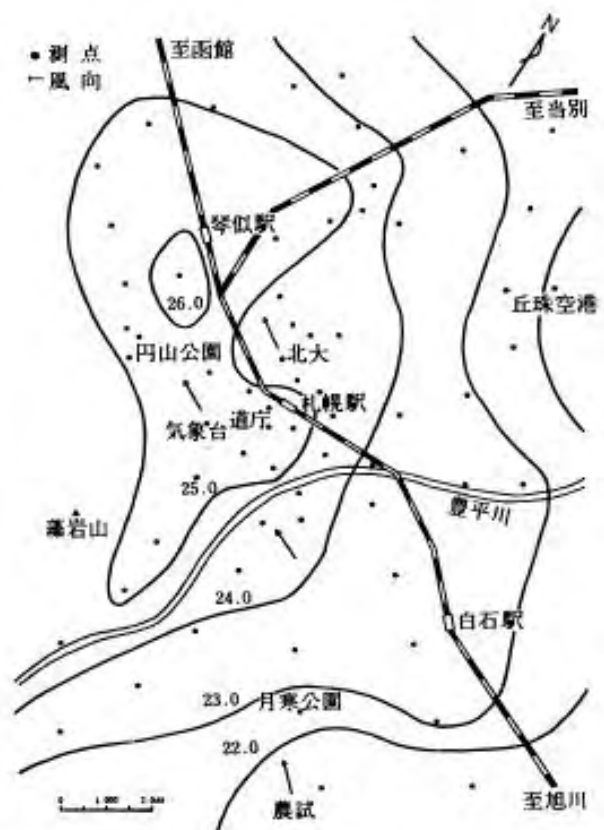 • 測点
← 風向
至函館
N
至当別
琴似駅
26.0
丘珠空港
円山公園
北大
札幌駅
気象台
道庁
25.0
豊平川
藻岩山
24.0
白石駅
23.0
月寒公園
22.0
農試
至旭川
0